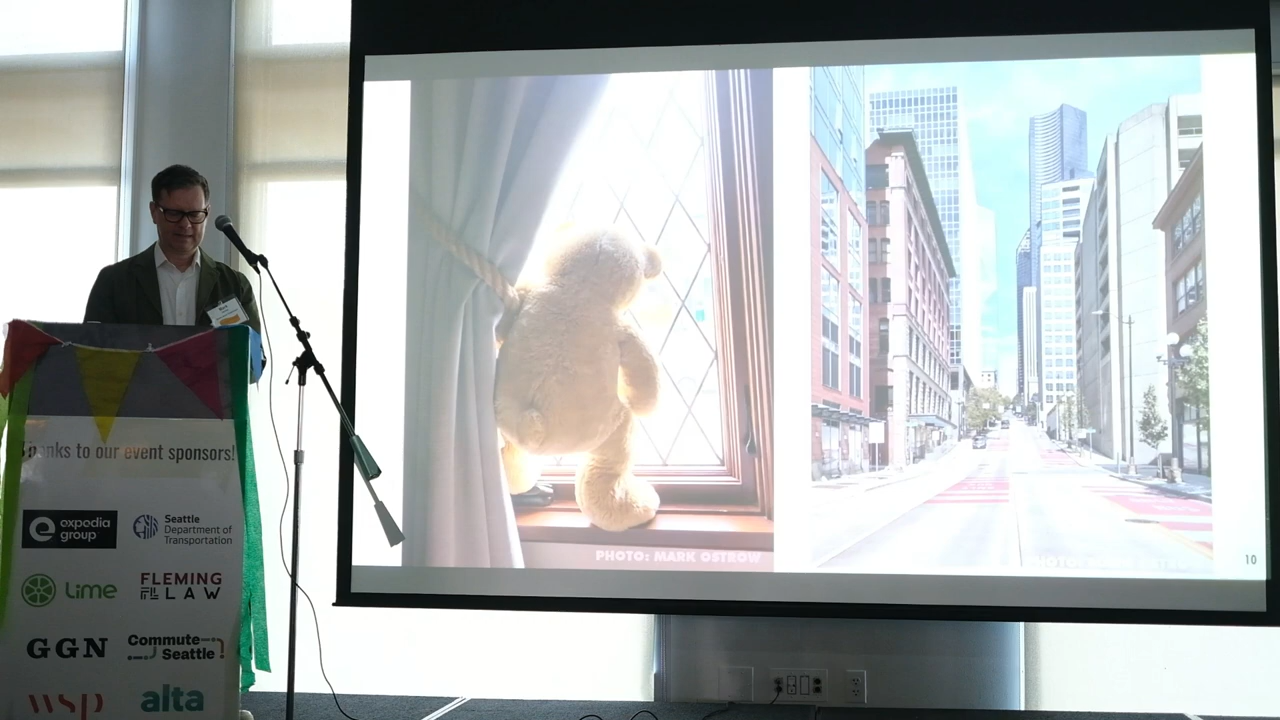 Thanks to our event sponsors!
expedia group
Seattle
Department of
Transportation
Lime
FLEMING
LAW
GGN
Commute
Seattle
wsp
alta
PHOTO: MARK OSTROW
10